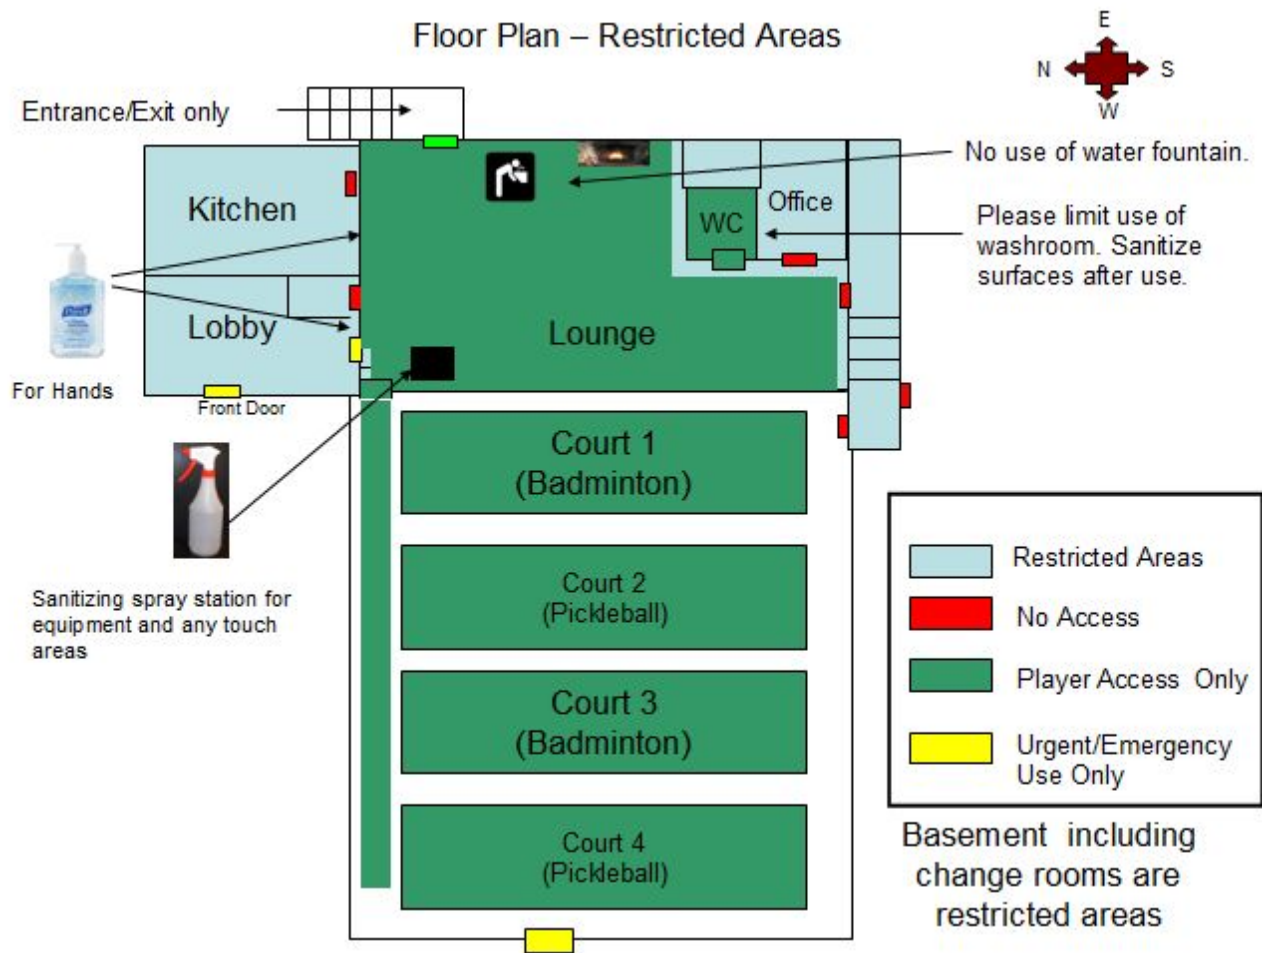 Floor Plan – Restricted Areas
E
N
S
W
Entrance/Exit only
No use of water fountain.
Kitchen
Office
WC
Please limit use of
washroom. Sanitize
surfaces after use.
Lobby
Lounge
For Hands
Front Door
Court 1
(Badminton)
Court 2
(Pickleball)
Sanitizing spray station for
equipment and any touch
areas
Court 3
(Badminton)
Court 4
(Pickleball)
Restricted Areas
No Access
Player Access Only
Urgent/Emergency
Use Only
Basement including
change rooms are
restricted areas